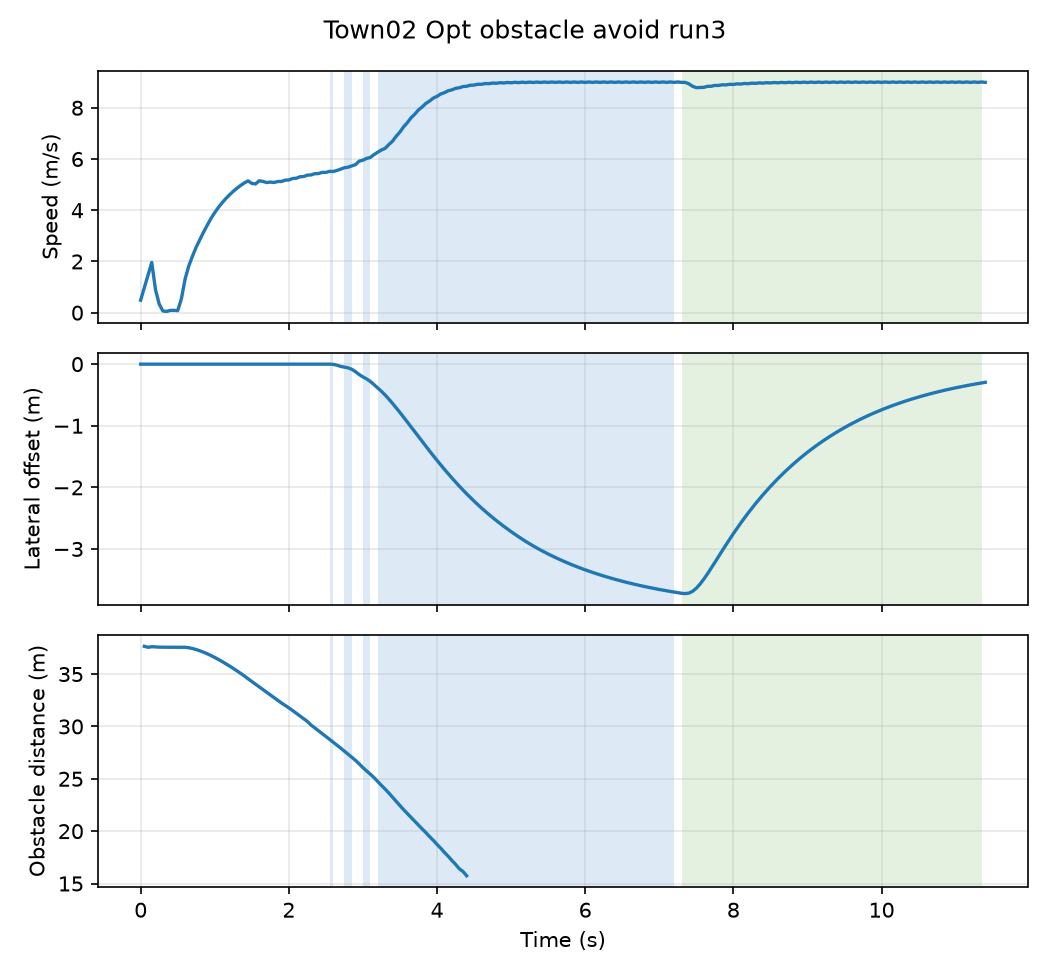 Town02 Opt obstacle avoid run3
Speed (m/s)
8
6
4
2
0
Lateral offset (m)
0
−1
−2
−3
Obstacle distance (m)
35
30
25
20
15
0 2 4 6 8 10
Time (s)